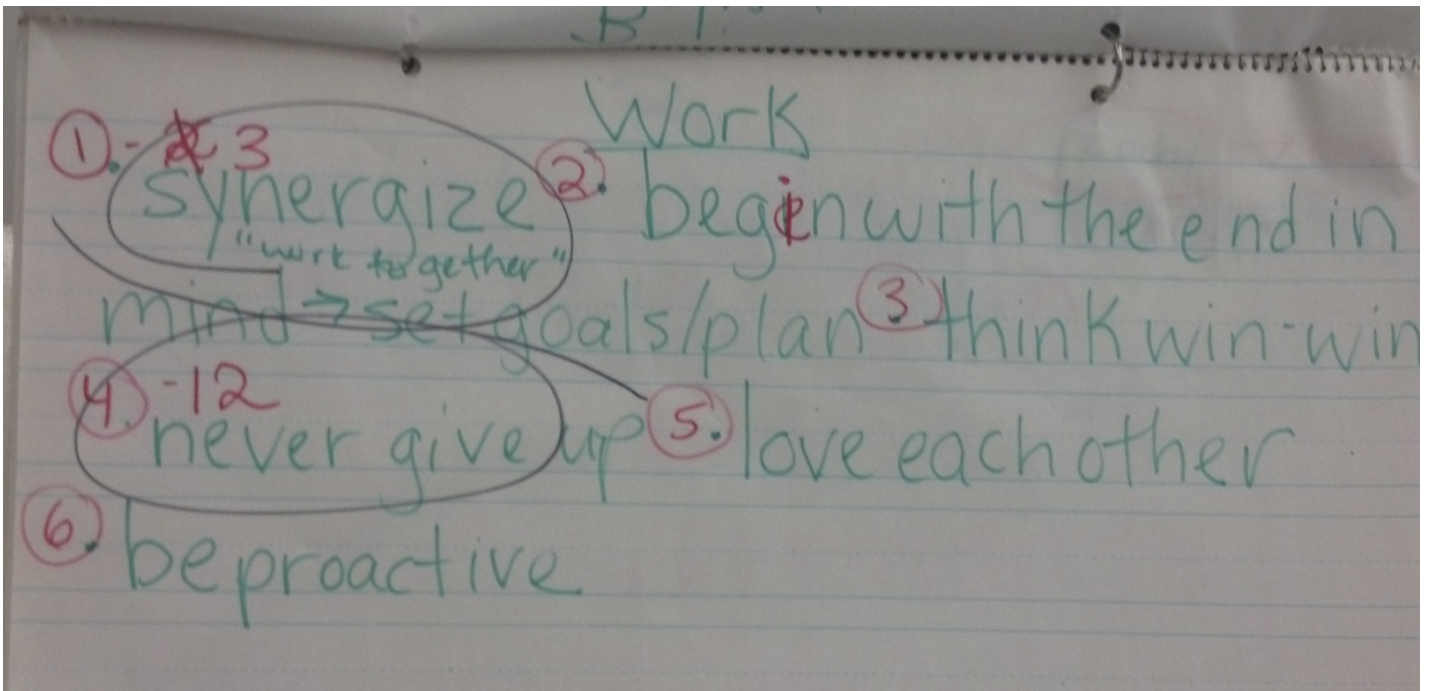 Work
1. - 3
synergize 2. begin with the end in
"work together"
mind → set goals/plan 3 think win-win
4. -12
never give up 5. love each other
6. be proactive